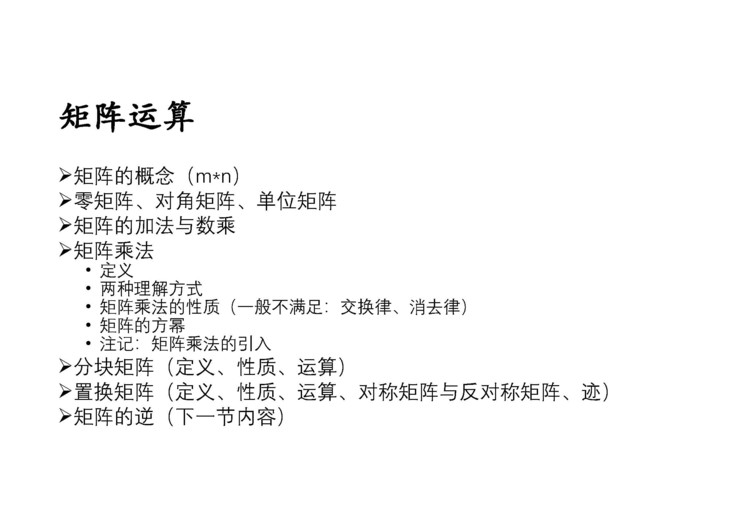 矩阵运算
➢矩阵的概念（m*n）
➢零矩阵、对角矩阵、单位矩阵
➢矩阵的加法与数乘
➢矩阵乘法
• 定义
• 两种理解方式
• 矩阵乘法的性质（一般不满足：交换律、消去律）
• 矩阵的方幂
• 注记：矩阵乘法的引入
➢分块矩阵（定义、性质、运算）
➢置换矩阵（定义、性质、运算、对称矩阵与反对称矩阵、迹）
➢矩阵的逆（下一节内容）